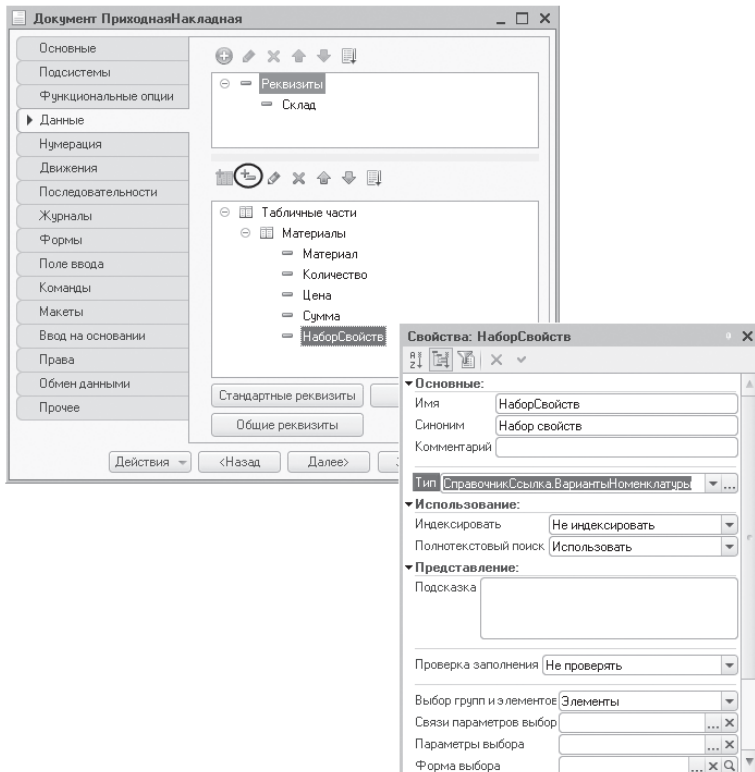 Документ ПриходнаяНакладная
Основные
Подсистемы
Функциональные опции
Данные
Нумерация
Движения
Последовательности
Журналы
Формы
Поле ввода
Команды
Макеты
Ввод на основании
Права
Обмен данными
Прочее
Реквизиты
Склад
Табличные части
Материалы
Материал
Количество
Цена
Сумма
НаборСвойств
Стандартные реквизиты
Общие реквизиты
Действия
<Назад
Далее>
Свойства: НаборСвойств
Основные:
Имя НаборСвойств
Синоним Набор свойств
Комментарий
Тип СправочникСсылка.ВариантыНоменклатуры
Использование:
Индексировать Не индексировать
Полнотекстовый поиск Использовать
Представление:
Подсказка
Проверка заполнения Не проверять
Выбор групп и элементов Элементы
Связи параметров выбор
Параметры выбора
Форма выбора